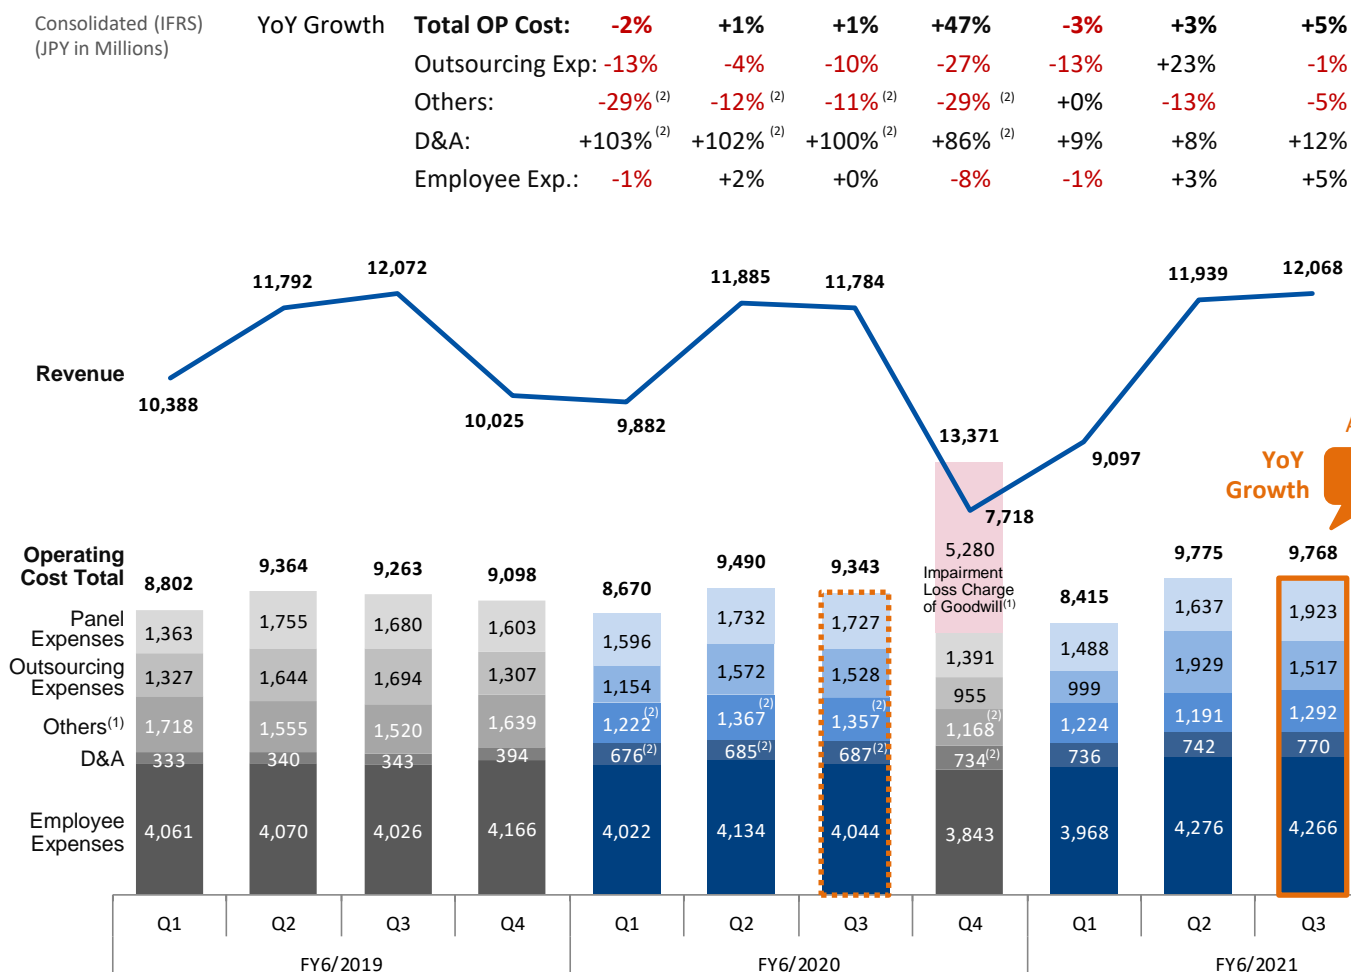 Consolidated (IFRS)
(JPY in Millions)
YoY Growth
Total OP Cost: -2% +1% +1% +47% -3% +3% +5%
Outsourcing Exp: -13% -4% -10% -27% -13% +23% -1%
Others: -29% (2) -12% (2) -11% (2) -29% (2) +0% -13% -5%
D&A: +103% (2) +102% (2) +100% (2) +86% (2) +9% +8% +12%
Employee Exp.: -1% +2% +0% -8% -1% +3% +5%
Revenue
10,388 11,792 12,072 10,025 9,882 11,885 11,784 7,718 9,097 11,939 12,068
A
YoY
Growth
Operating
Cost Total
8,802 9,364 9,263 9,098 8,670 9,490 9,343 13,371 8,415 9,775 9,768
5,280
Impairment
Loss Charge
of Goodwill(1)
Panel
Expenses
1,363 1,755 1,680 1,603 1,596 1,732 1,727 1,391 1,488 1,637 1,923
Outsourcing
Expenses
1,327 1,644 1,694 1,307 1,154 1,572 1,528 955 999 1,929 1,517
Others(1)
1,718 1,555 1,520 1,639 1,222(2) 1,367(2) 1,357(2) 1,168(2) 1,224 1,191 1,292
D&A
333 340 343 394 676(2) 685(2) 687(2) 734(2) 736 742 770
Employee
Expenses
4,061 4,070 4,026 4,166 4,022 4,134 4,044 3,843 3,968 4,276 4,266
Q1 Q2 Q3 Q4 Q1 Q2 Q3 Q4 Q1 Q2 Q3
FY6/2019 FY6/2020 FY6/2021